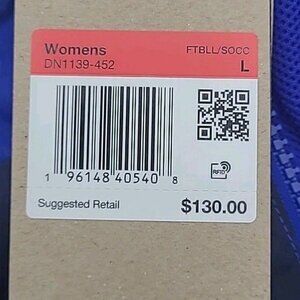 Womens FTBLL/SOCC
DN1139-452 L
1 96148 40540 8
RFID
Suggested Retail $130.00